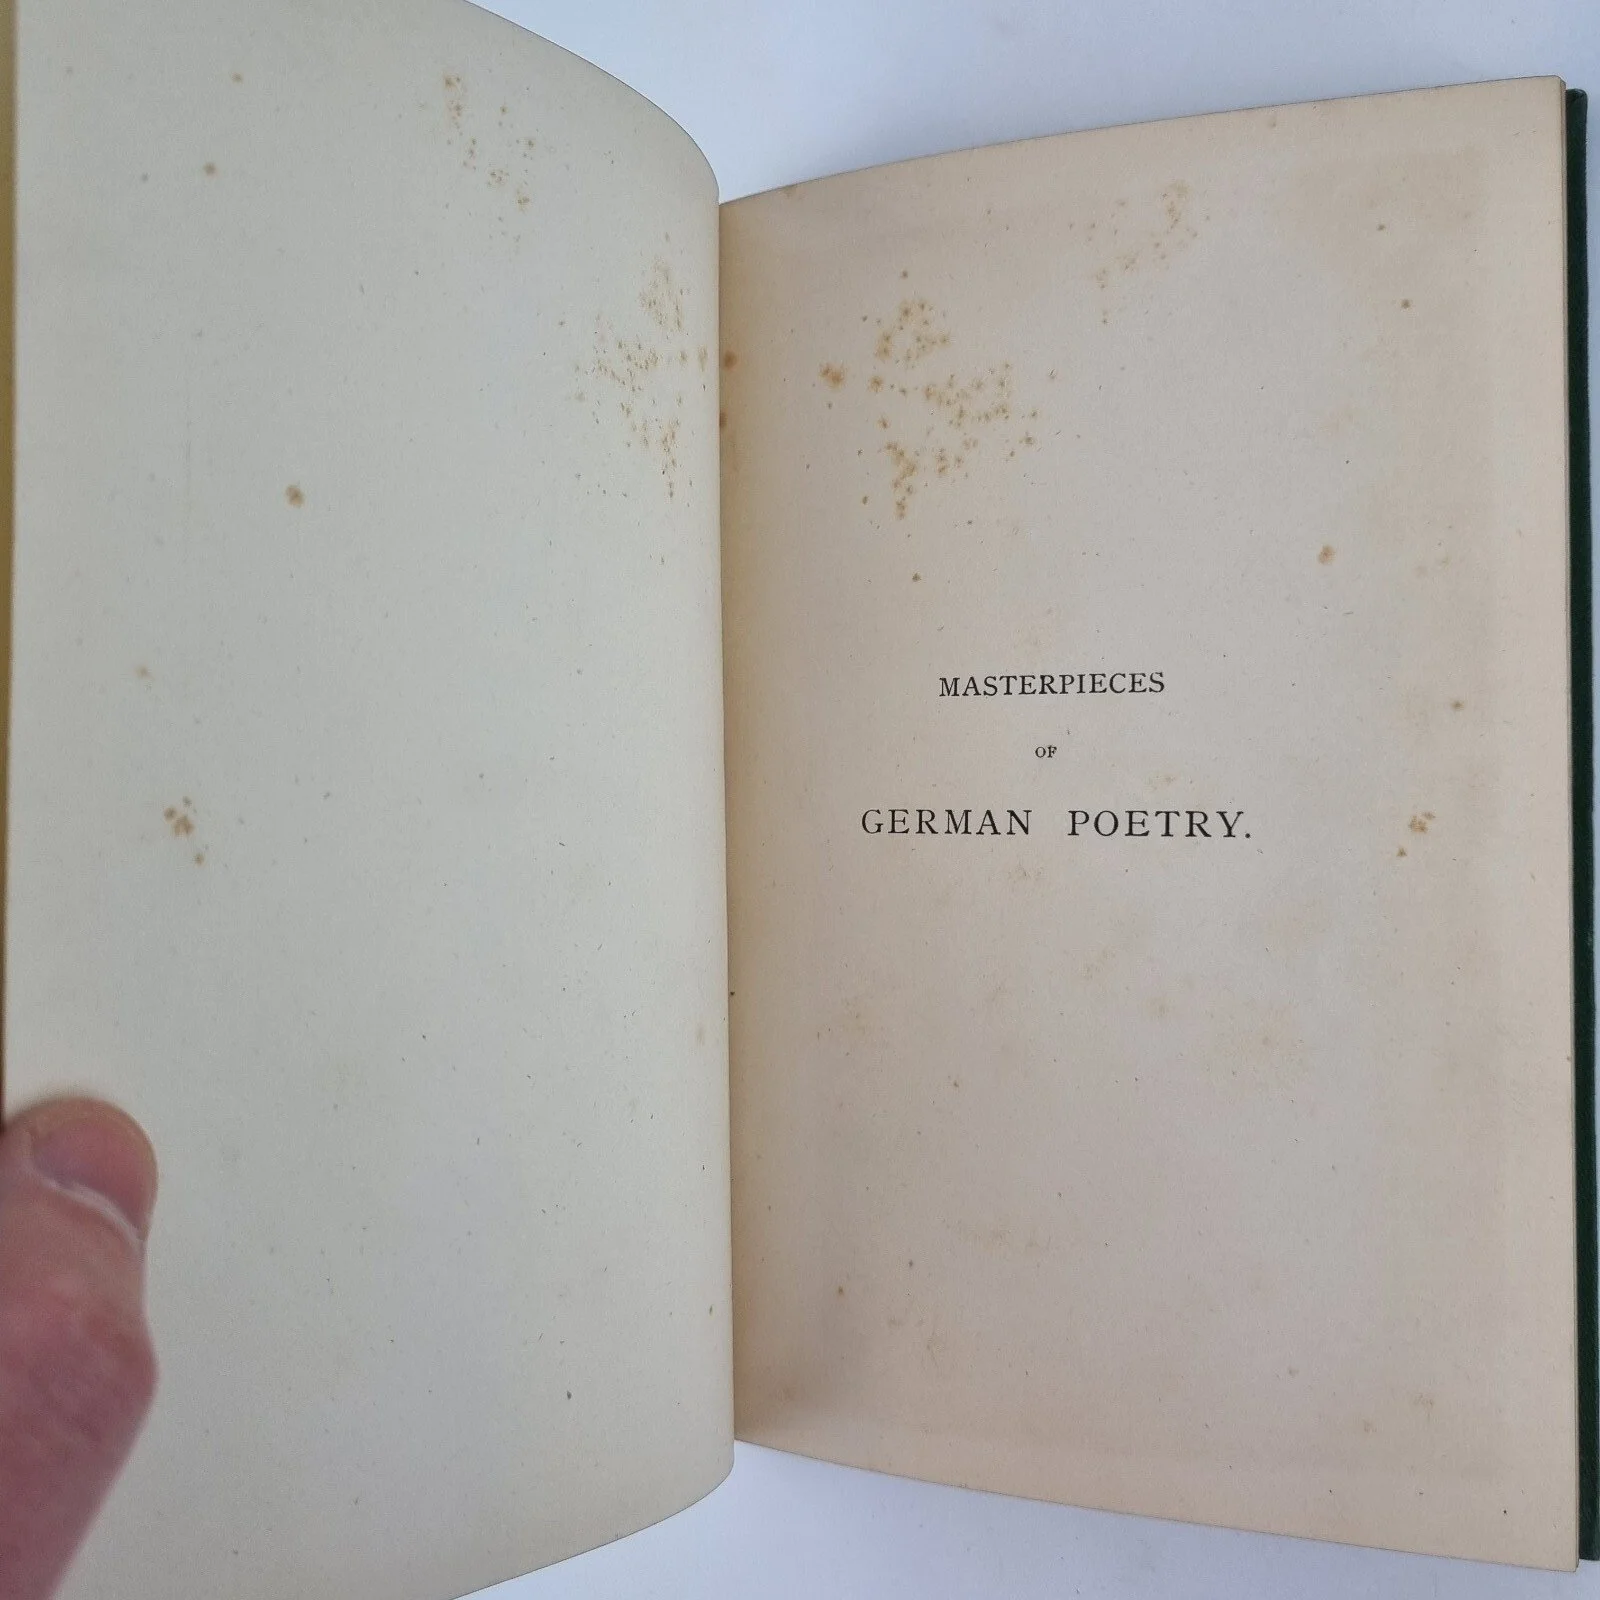 MASTERPIECES
OF
GERMAN POETRY.